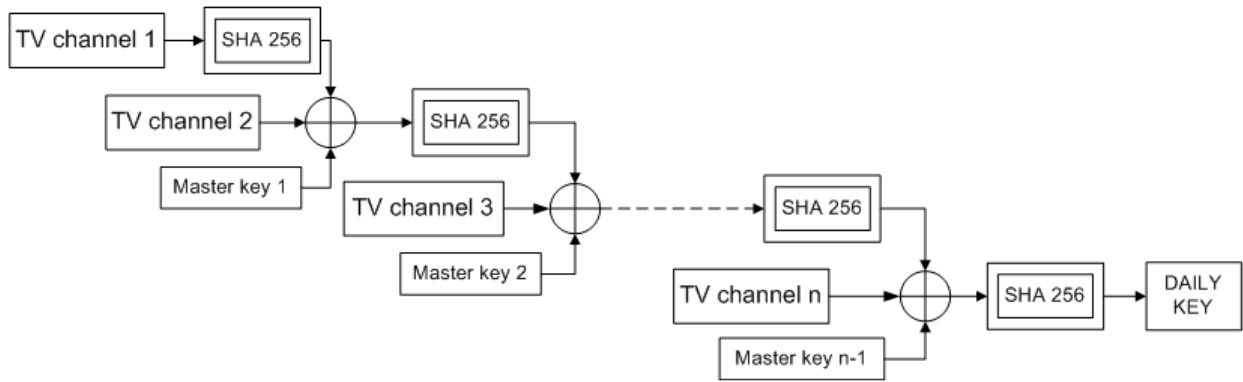 TV channel 1
SHA 256
TV channel 2
SHA 256
Master key 1
TV channel 3
SHA 256
Master key 2
TV channel n
SHA 256
DAILY
KEY
Master key n-1